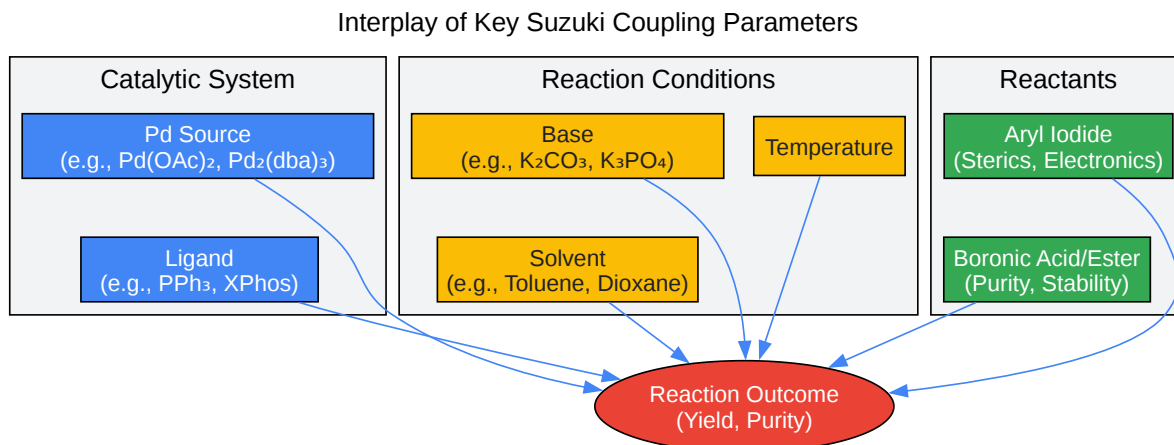 Interplay of Key Suzuki Coupling Parameters
Catalytic System
Pd Source
(e.g., Pd(OAc)₂, Pd₂(dba)₃)
Ligand
(e.g., PPh₃, XPhos)
Reaction Conditions
Base
(e.g., K₂CO₃, K₃PO₄)
Temperature
Solvent
(e.g., Toluene, Dioxane)
Reactants
Aryl Iodide
(Sterics, Electronics)
Boronic Acid/Ester
(Purity, Stability)
Reaction Outcome
(Yield, Purity)